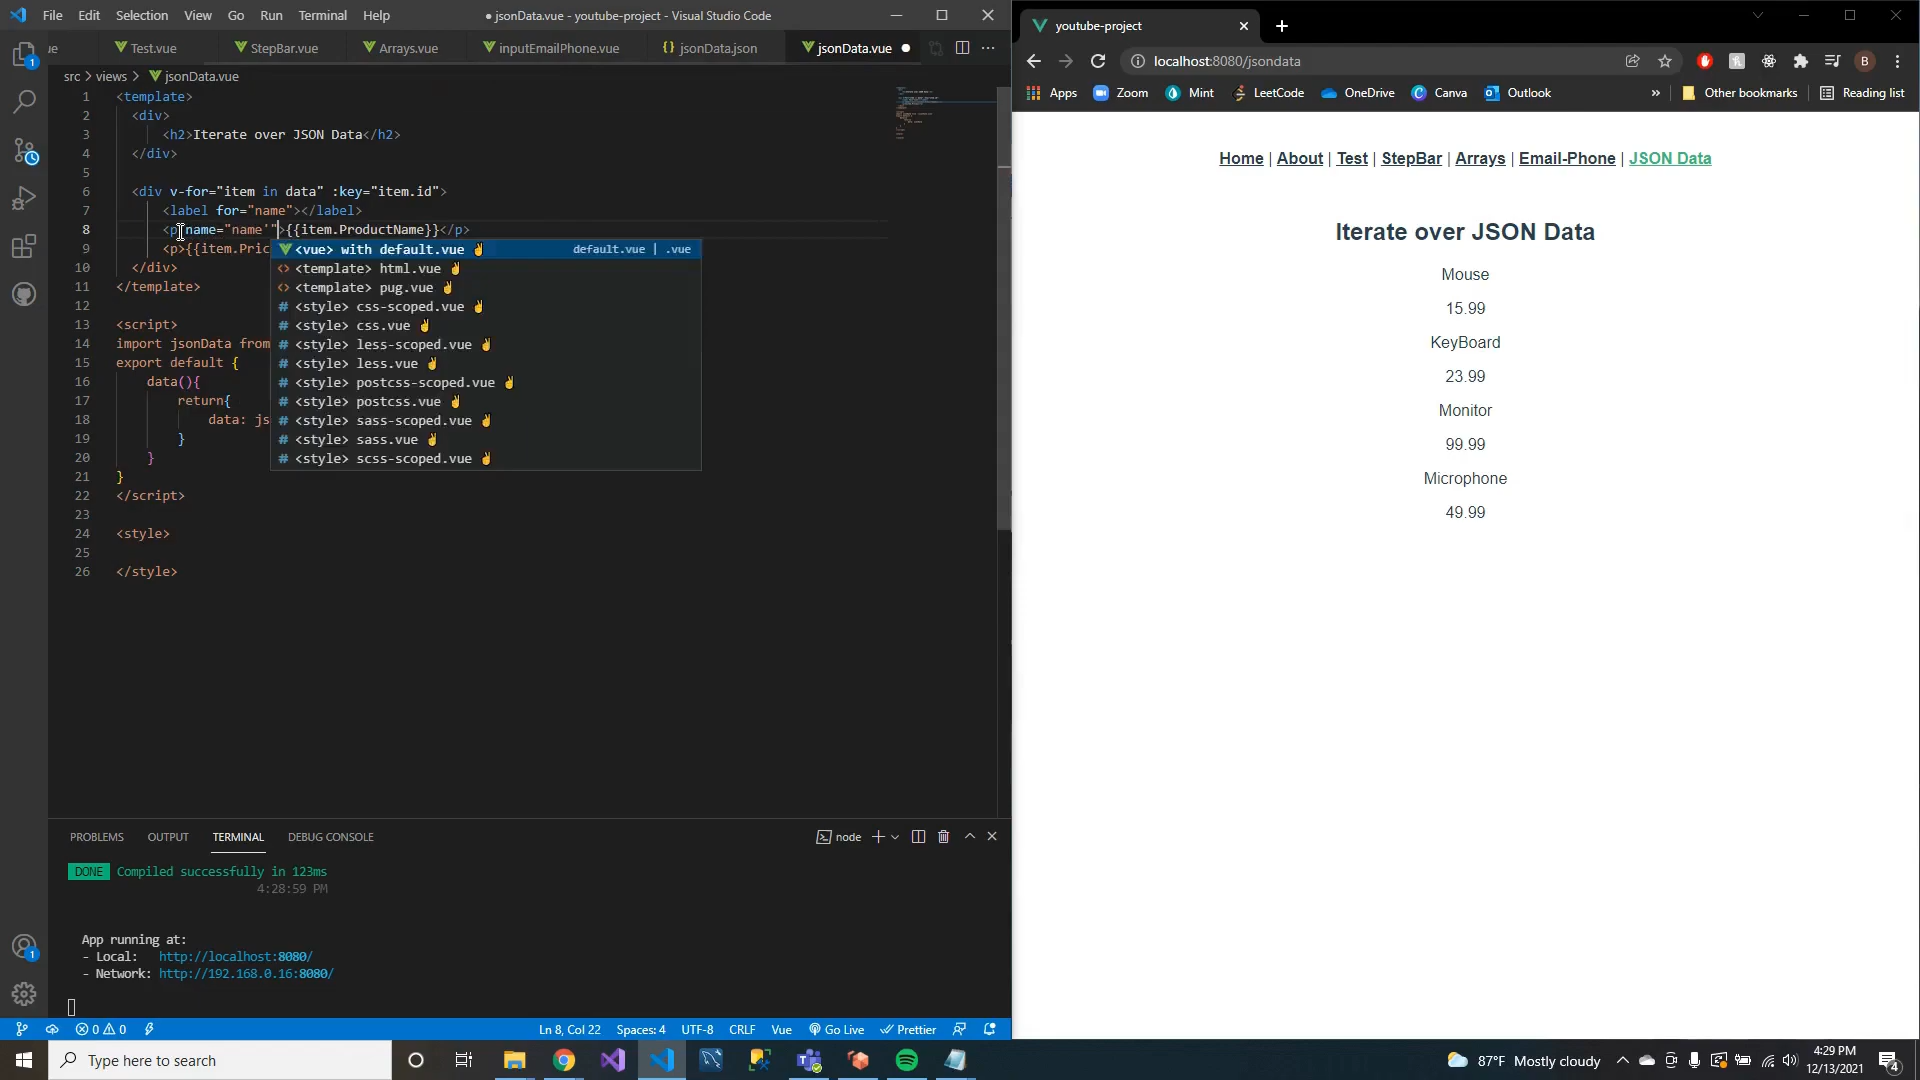 File Edit Selection View Go Run Terminal Help
● jsonData.vue - youtube-project - Visual Studio Code
ue Test.vue StepBar.vue Arrays.vue inputEmailPhone.vue {} jsonData.json jsonData.vue ●
src > views > jsonData.vue
1 <template>
2 <div>
3 <h2>Iterate over JSON Data</h2>
4 </div>
5
6 <div v-for="item in data" :key="item.id">
7 <label for="name"></label>
8 <p name="name'">{{item.ProductName}}</p>
9 <p>{{item.Pric
10 </div>
11 </template>
12
13 <script>
14 import jsonData from
15 export default {
16 data(){
17 return{
18 data: js
19 }
20 }
21 }
22 </script>
23
24 <style>
25
26 </style>
<vue> with default.vue ✌ default.vue | .vue
<template> html.vue ✌
<template> pug.vue ✌
# <style> css-scoped.vue ✌
# <style> css.vue ✌
# <style> less-scoped.vue ✌
# <style> less.vue ✌
# <style> postcss-scoped.vue ✌
# <style> postcss.vue ✌
# <style> sass-scoped.vue ✌
# <style> sass.vue ✌
# <style> scss-scoped.vue ✌
PROBLEMS OUTPUT TERMINAL DEBUG CONSOLE
node
DONE Compiled successfully in 123ms
4:28:59 PM
App running at:
- Local: http://localhost:8080/
- Network: http://192.168.0.16:8080/
0 0 Ln 8, Col 22 Spaces: 4 UTF-8 CRLF Vue Go Live Prettier
youtube-project
localhost:8080/jsondata
B
Apps Zoom Mint LeetCode OneDrive Canva Outlook » Other bookmarks Reading list
Home | About | Test | StepBar | Arrays | Email-Phone | JSON Data
Iterate over JSON Data
Mouse
15.99
KeyBoard
23.99
Monitor
99.99
Microphone
49.99
Type here to search
87°F Mostly cloudy
4:29 PM
12/13/2021
4
1
1